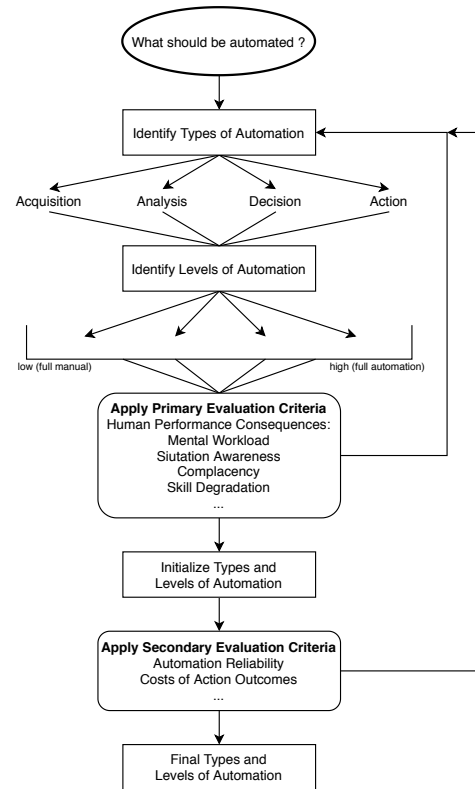 What should be automated ?
Identify Types of Automation
Acquisition
Analysis
Decision
Action
Identify Levels of Automation
low (full manual)
high (full automation)
Apply Primary Evaluation Criteria
Human Performance Consequences:
Mental Workload
Siutation Awareness
Complacency
Skill Degradation
...
Initialize Types and
Levels of Automation
Apply Secondary Evaluation Criteria
Automation Reliability
Costs of Action Outcomes
...
Final Types and
Levels of Automation